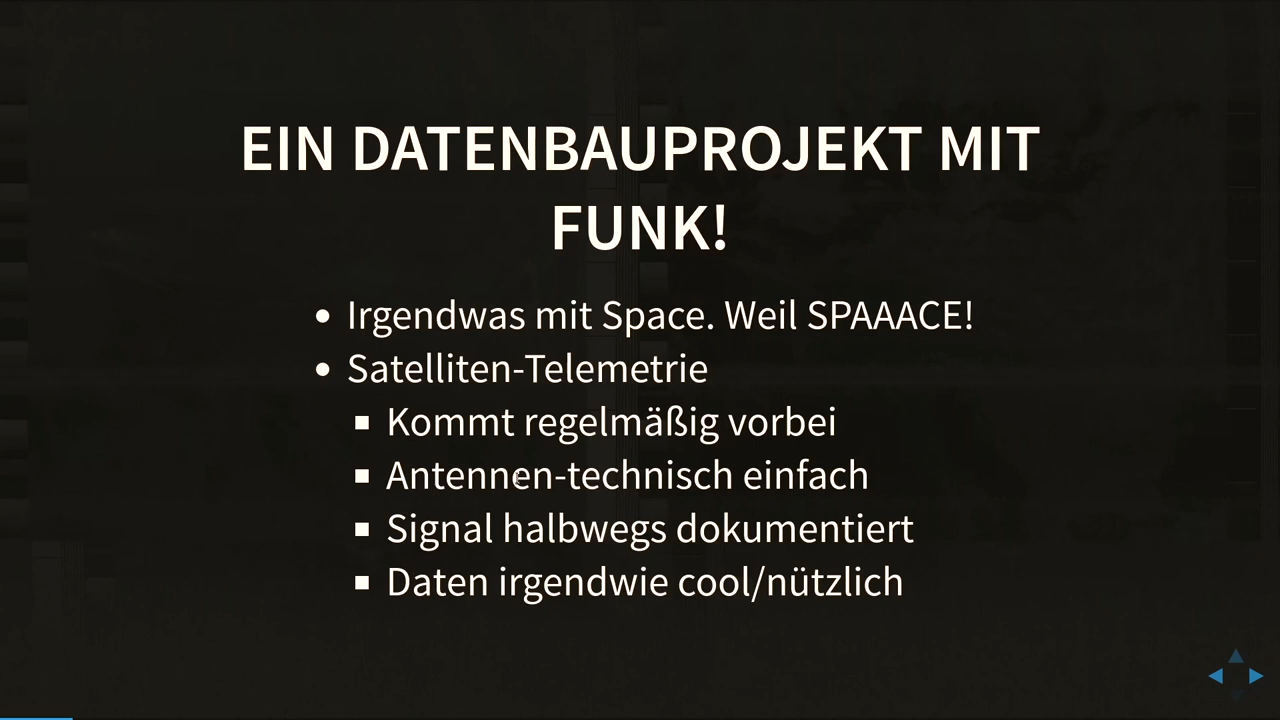 EIN DATENBAUPROJEKT MIT
FUNK!
Irgendwas mit Space. Weil SPAAACE!
Satelliten-Telemetrie
Kommt regelmäßig vorbei
Antennen-technisch einfach
Signal halbwegs dokumentiert
Daten irgendwie cool/nützlich